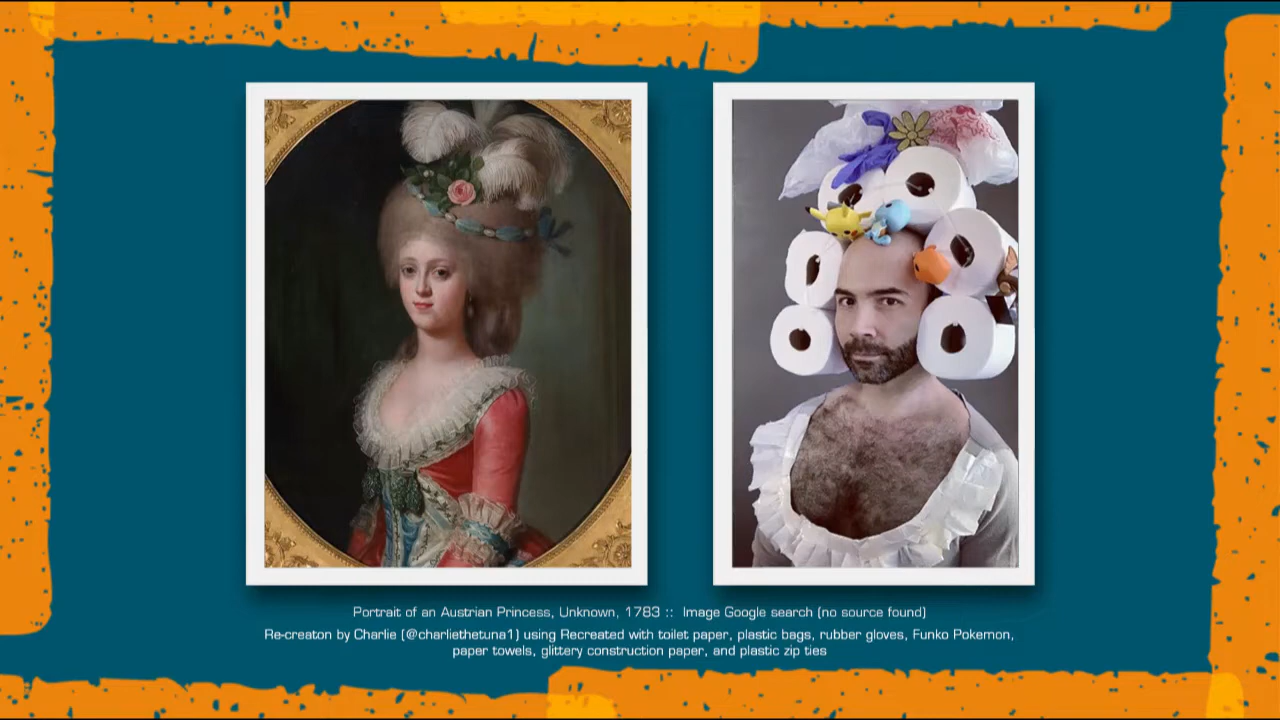 Portrait of an Austrian Princess, Unknown, 1783 :: Image Google search (no source found)
Re-creaton by Charlie (@charliethetuna1) using Recreated with toilet paper, plastic bags, rubber gloves, Funko Pokemon,
paper towels, glittery construction paper, and plastic zip ties